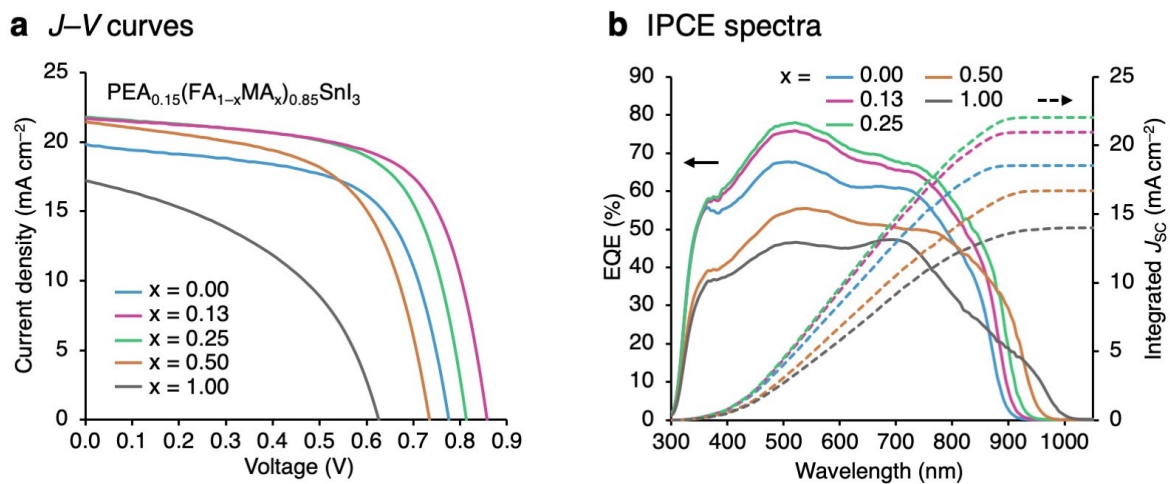 a J–V curves
25
20
15
10
5
0
Current density (mA cm⁻²)
PEA₀.₁₅(FA₁₋ₓMAₓ)₀.₈₅SnI₃
x = 0.00
x = 0.13
x = 0.25
x = 0.50
x = 1.00
0.0 0.1 0.2 0.3 0.4 0.5 0.6 0.7 0.8 0.9
Voltage (V)
b IPCE spectra
90
80
70
60
50
40
30
20
10
0
EQE (%)
x = 0.00 0.50
0.13 1.00
0.25
25
20
15
10
5
0
Integrated JSC (mA cm⁻²)
300 400 500 600 700 800 900 1000
Wavelength (nm)